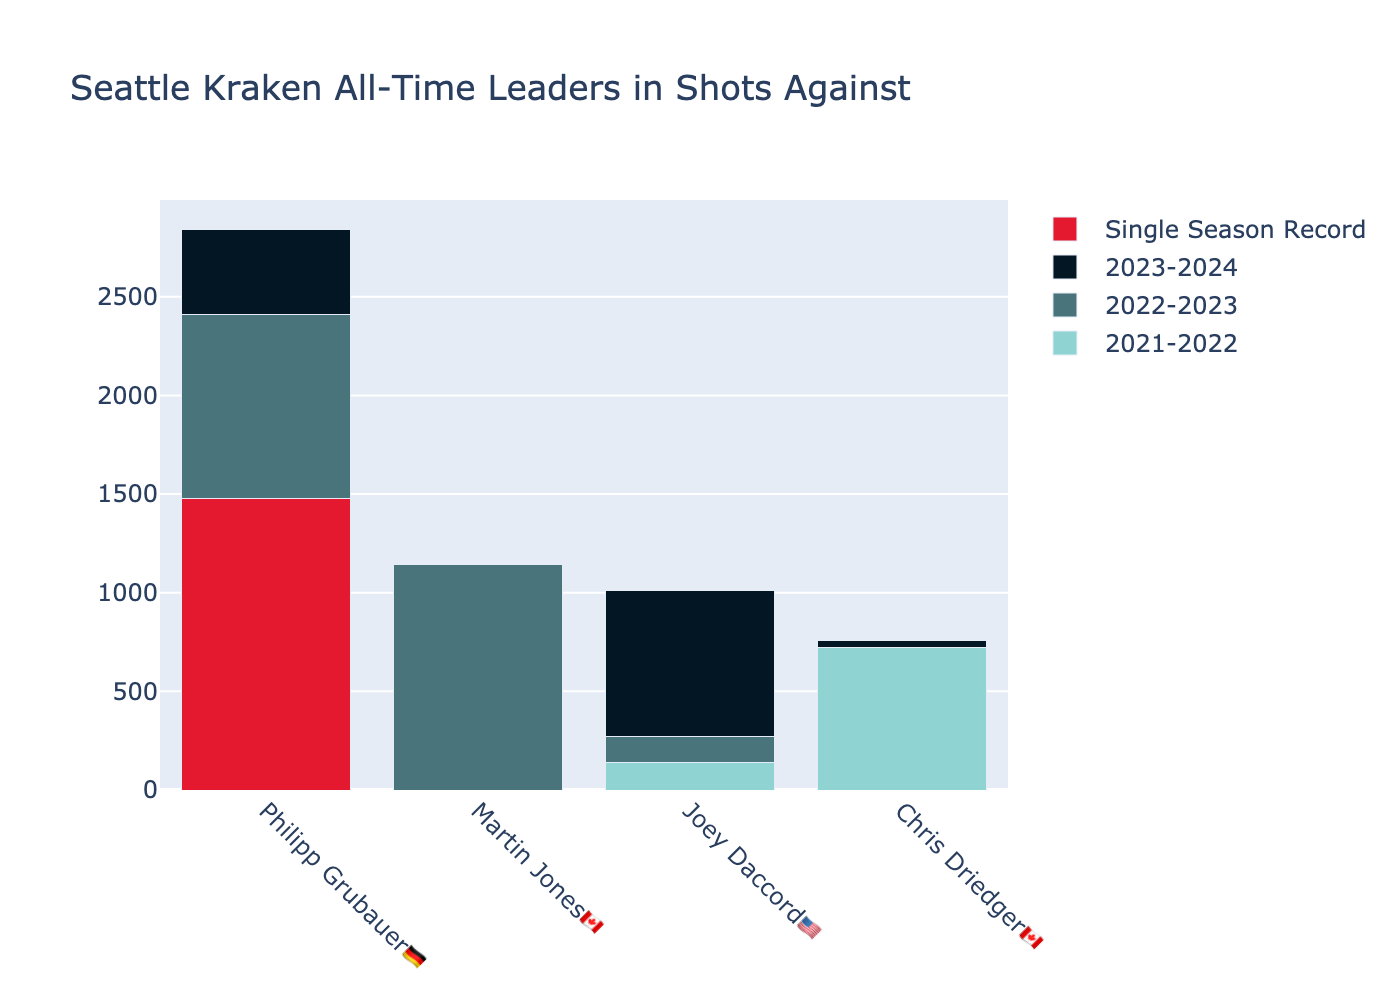 Seattle Kraken All-Time Leaders in Shots Against
Single Season Record
2023-2024
2022-2023
2021-2022
2500
2000
1500
1000
500
0
Philipp Grubauer🇩🇪
Martin Jones🇨🇦
Joey Daccord🇺🇸
Chris Driedger🇨🇦